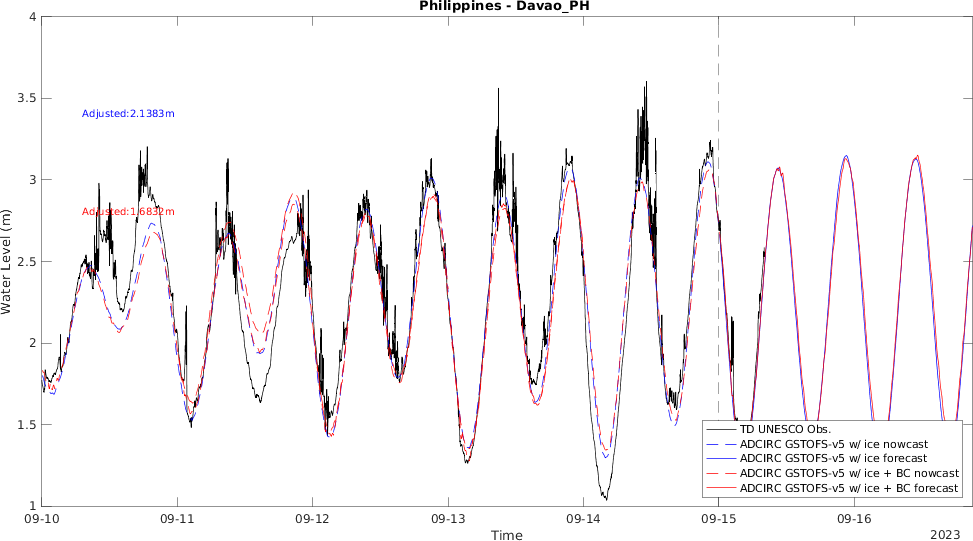 Philippines - Davao_PH
4
3.5
3
2.5
2
1.5
1
Water Level (m)
Adjusted:2.1383m
Adjusted:1.6832m
TD UNESCO Obs.
ADCIRC GSTOFS-v5 w/ ice nowcast
ADCIRC GSTOFS-v5 w/ ice forecast
ADCIRC GSTOFS-v5 w/ ice + BC nowcast
ADCIRC GSTOFS-v5 w/ ice + BC forecast
09-10 09-11 09-12 09-13 09-14 09-15 09-16
Time
2023